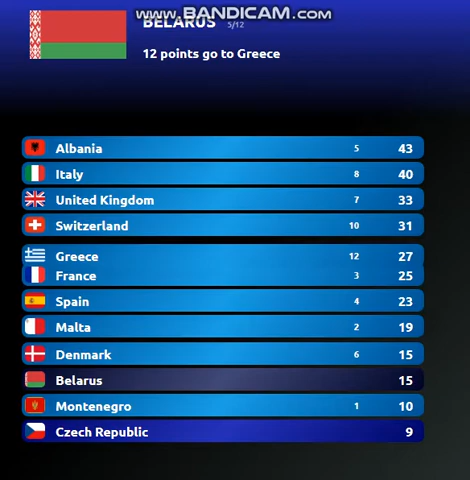 www.BANDICAM.com
BELARUS 5/12
12 points go to Greece
Albania 5 43
Italy 8 40
United Kingdom 7 33
Switzerland 10 31
Greece 12 27
France 3 25
Spain 4 23
Malta 2 19
Denmark 6 15
Belarus 15
Montenegro 1 10
Czech Republic 9